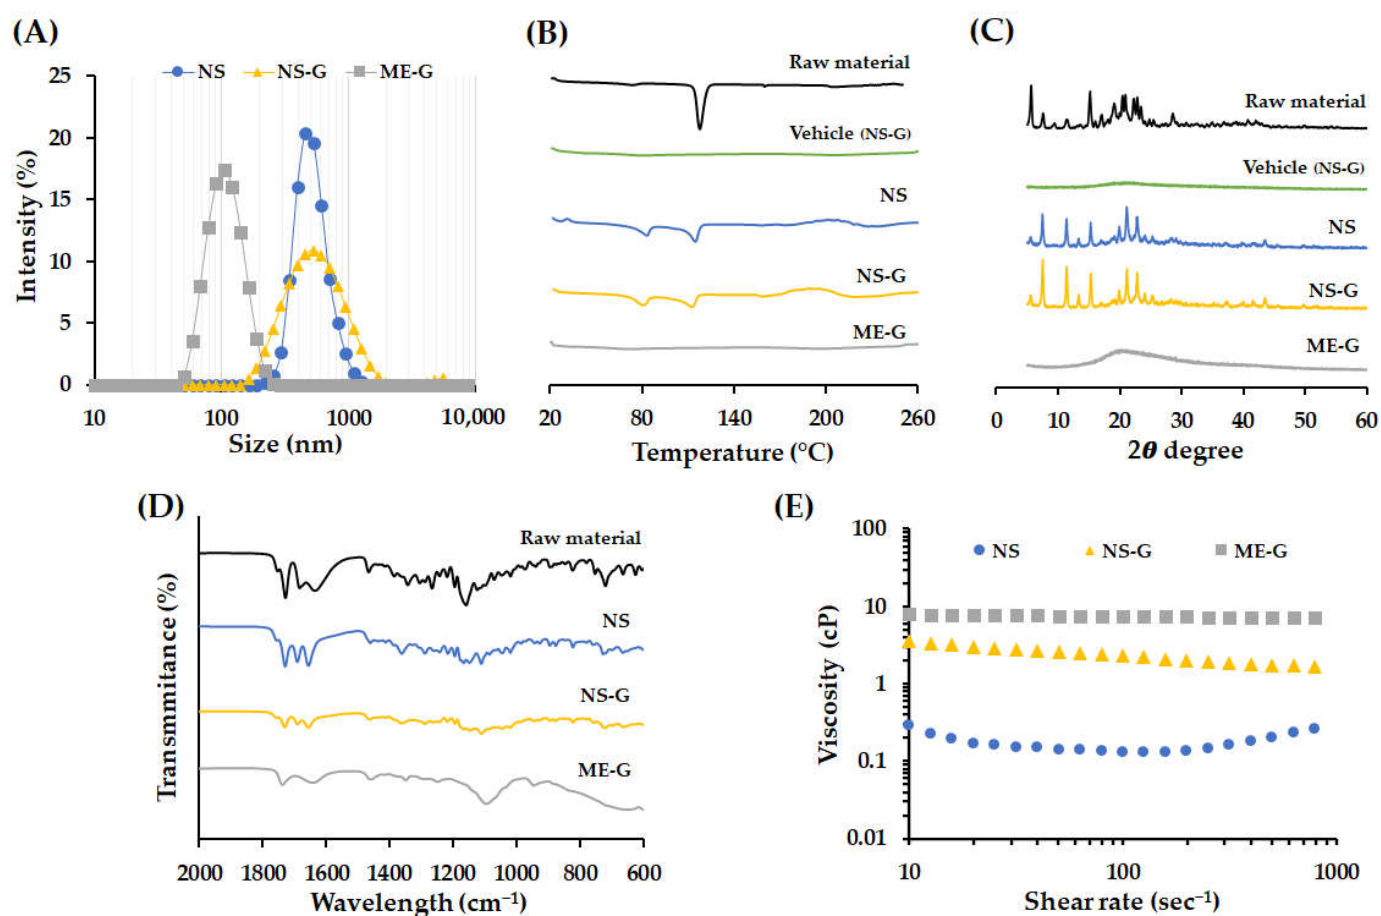 (A)
NS NS-G ME-G
Intensity (%)
25
20
15
10
5
0
10 100 1000 10,000
Size (nm)
(B)
Raw material
Vehicle (NS-G)
NS
NS-G
ME-G
20 80 140 200 260
Temperature (°C)
(C)
Raw material
Vehicle (NS-G)
NS
NS-G
ME-G
0 10 20 30 40 50 60
2θ degree
(D)
Transmmitance (%)
Raw material
NS
NS-G
ME-G
2000 1800 1600 1400 1200 1000 800 600
Wavelength (cm⁻¹)
(E)
NS NS-G ME-G
Viscosity (cP)
100
10
1
0.1
0.01
10 100 1000
Shear rate (sec⁻¹)